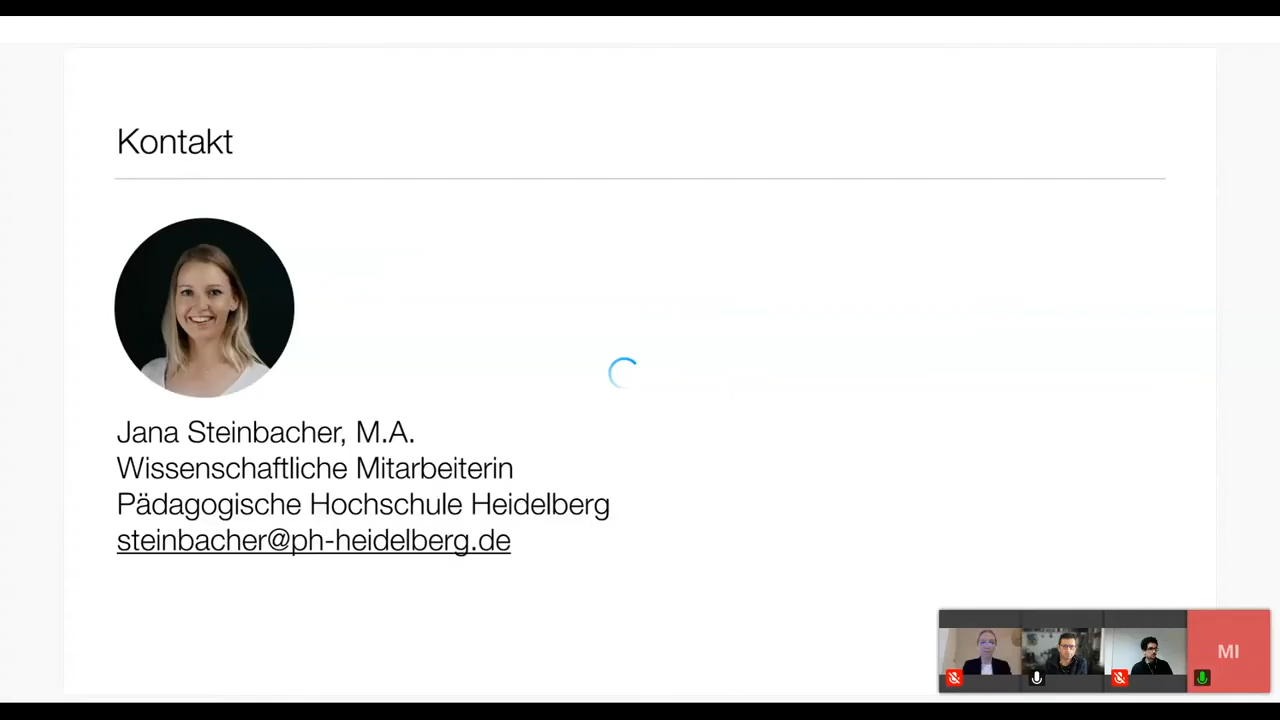 Kontakt
Jana Steinbacher, M.A.
Wissenschaftliche Mitarbeiterin
Pädagogische Hochschule Heidelberg
steinbacher@ph-heidelberg.de
MI